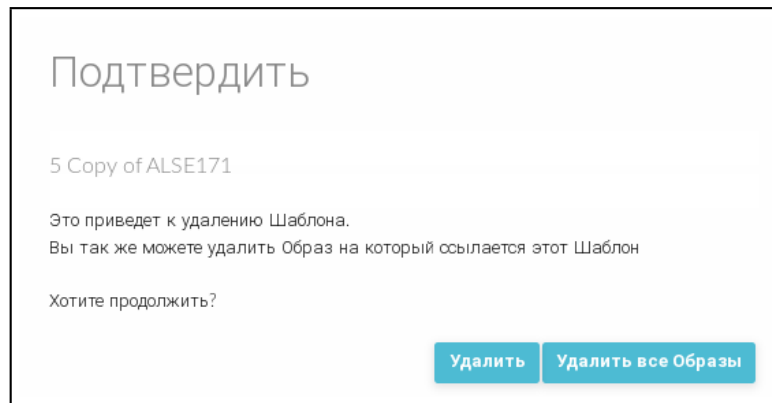 Подтвердить
5 Copy of ALSE171
Это приведет к удалению Шаблона.
Вы так же можете удалить Образ на который ссылается этот Шаблон
Хотите продолжить?
Удалить Удалить все Образы